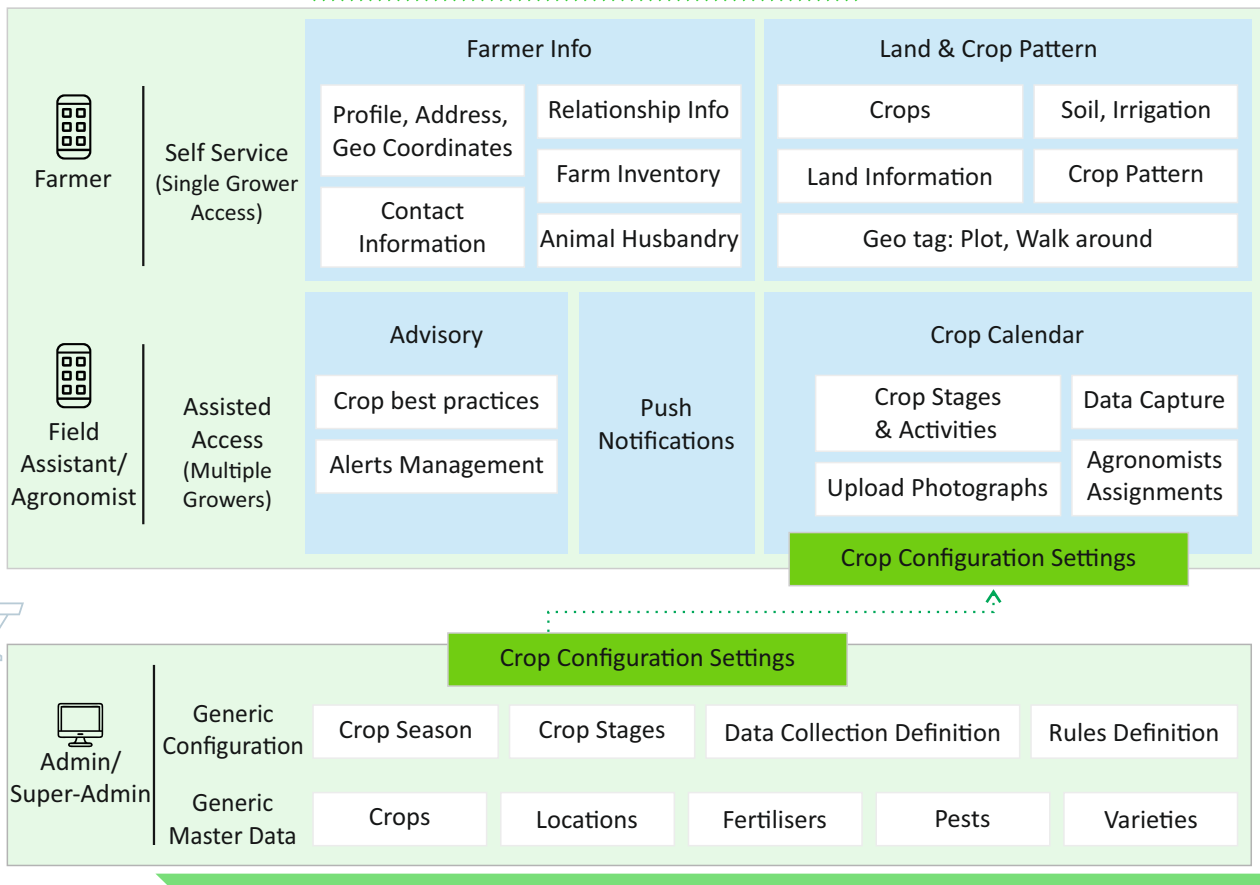 Farmer
Self Service
(Single Grower
Access)
Farmer Info
Profile, Address,
Geo Coordinates
Contact
Information
Relationship Info
Farm Inventory
Animal Husbandry
Land & Crop Pattern
Crops
Soil, Irrigation
Land Information
Crop Pattern
Geo tag: Plot, Walk around
Field
Assistant/
Agronomist
Assisted
Access
(Multiple
Growers)
Advisory
Crop best practices
Alerts Management
Push
Notifications
Crop Calendar
Crop Stages
& Activities
Data Capture
Upload Photographs
Agronomists
Assignments
Crop Configuration Settings
Crop Configuration Settings
Admin/
Super-Admin
Generic
Configuration
Crop Season
Crop Stages
Data Collection Definition
Rules Definition
Generic
Master Data
Crops
Locations
Fertilisers
Pests
Varieties